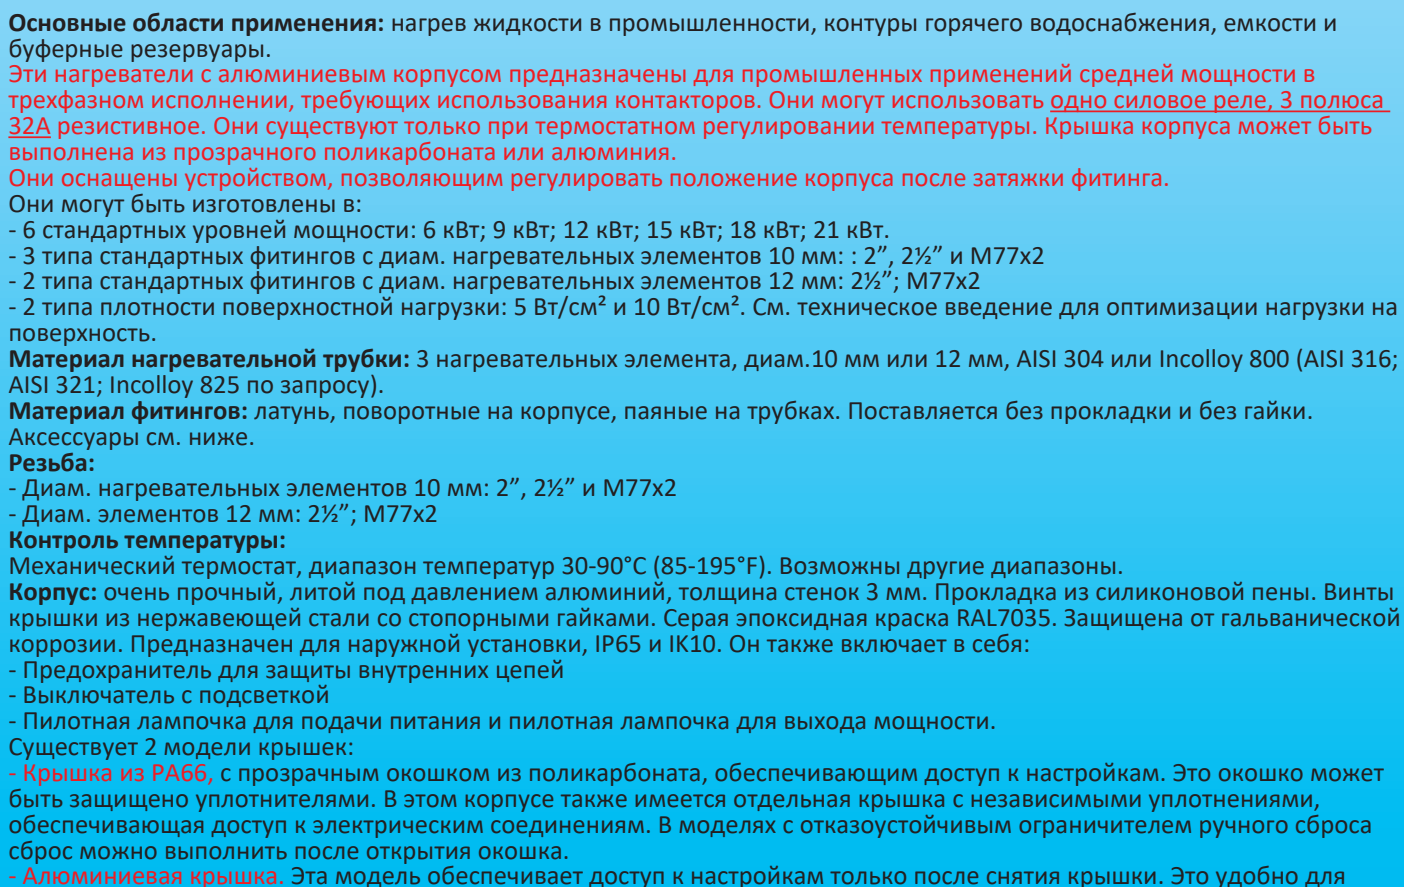 Основные области применения: нагрев жидкости в промышленности, контуры горячего водоснабжения, емкости и
буферные резервуары.
Эти нагреватели с алюминиевым корпусом предназначены для промышленных применений средней мощности в
трехфазном исполнении, требующих использования контакторов. Они могут использовать одно силовое реле, 3 полюса
32A резистивное. Они существуют только при термостатном регулировании температуры. Крышка корпуса может быть
выполнена из прозрачного поликарбоната или алюминия.
Они оснащены устройством, позволяющим регулировать положение корпуса после затяжки фитинга.
Они могут быть изготовлены в:
- 6 стандартных уровней мощности: 6 кВт; 9 кВт; 12 кВт; 15 кВт; 18 кВт; 21 кВт.
- 3 типа стандартных фитингов с диам. нагревательных элементов 10 мм: : 2”, 2½” и M77x2
- 2 типа стандартных фитингов с диам. нагревательных элементов 12 мм: 2½”; M77x2
- 2 типа плотности поверхностной нагрузки: 5 Вт/см² и 10 Вт/см². См. техническое введение для оптимизации нагрузки на
поверхность.
Материал нагревательной трубки: 3 нагревательных элемента, диам.10 мм или 12 мм, AISI 304 или Incolloy 800 (AISI 316;
AISI 321; Incolloy 825 по запросу).
Материал фитингов: латунь, поворотные на корпусе, паяные на трубках. Поставляется без прокладки и без гайки.
Аксессуары см. ниже.
Резьба:
- Диам. нагревательных элементов 10 мм: 2”, 2½” и M77x2
- Диам. элементов 12 мм: 2½”; M77x2
Контроль температуры:
Механический термостат, диапазон температур 30-90°C (85-195°F). Возможны другие диапазоны.
Корпус: очень прочный, литой под давлением алюминий, толщина стенок 3 мм. Прокладка из силиконовой пены. Винты
крышки из нержавеющей стали со стопорными гайками. Серая эпоксидная краска RAL7035. Защищена от гальванической
коррозии. Предназначен для наружной установки, IP65 и IK10. Он также включает в себя:
- Предохранитель для защиты внутренних цепей
- Выключатель с подсветкой
- Пилотная лампочка для подачи питания и пилотная лампочка для выхода мощности.
Существует 2 модели крышек:
- Крышка из PA66, с прозрачным окошком из поликарбоната, обеспечивающим доступ к настройкам. Это окошко может
быть защищено уплотнителями. В этом корпусе также имеется отдельная крышка с независимыми уплотнениями,
обеспечивающая доступ к электрическим соединениям. В моделях с отказоустойчивым ограничителем ручного сброса
сброс можно выполнить после открытия окошка.
- Алюминиевая крышка. Эта модель обеспечивает доступ к настройкам только после снятия крышки. Это удобно для